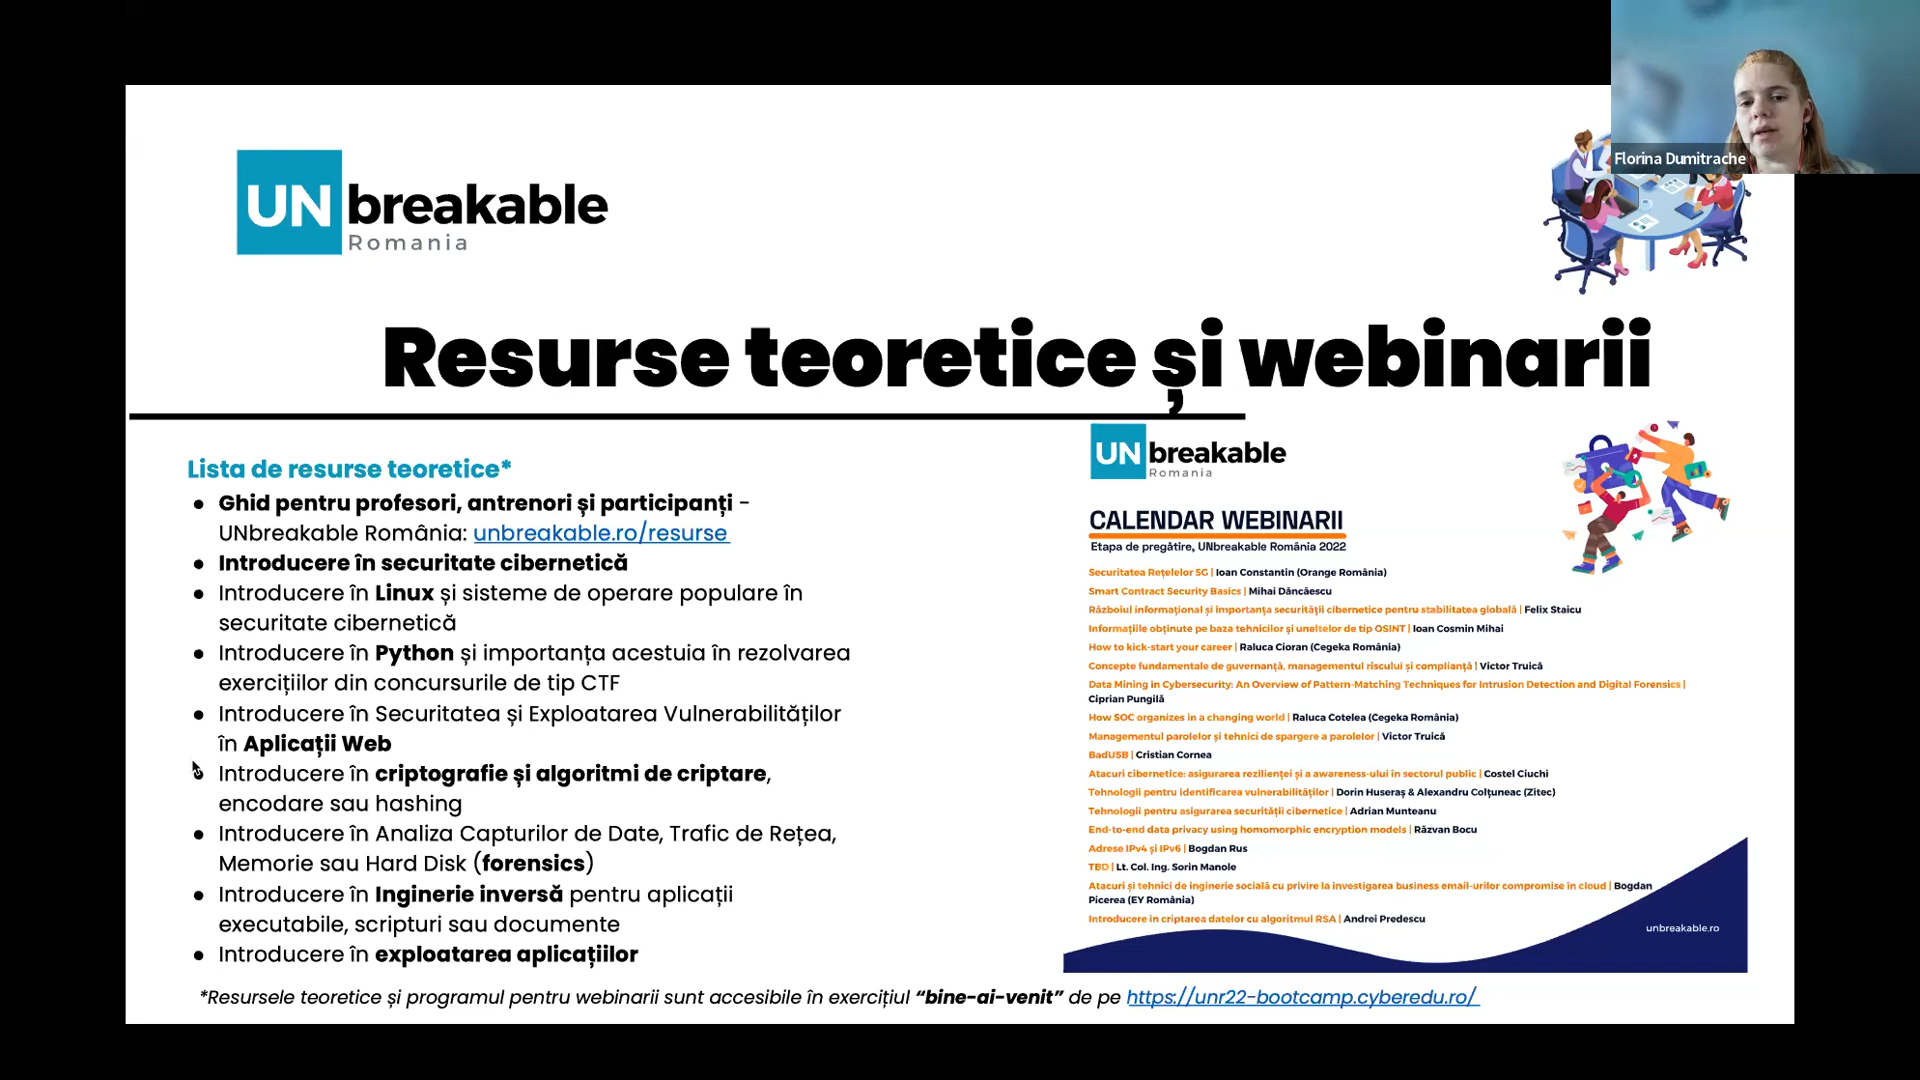 Florina Dumitrache
UNbreakable
Romania
Resurse teoretice și webinarii
Lista de resurse teoretice*
● Ghid pentru profesori, antrenori și participanți -
UNbreakable România: unbreakable.ro/resurse
● Introducere în securitate cibernetică
● Introducere în Linux și sisteme de operare populare în
securitate cibernetică
● Introducere în Python și importanța acestuia în rezolvarea
exercițiilor din concursurile de tip CTF
● Introducere în Securitatea și Exploatarea Vulnerabilităților
în Aplicații Web
● Introducere în criptografie și algoritmi de criptare,
encodare sau hashing
● Introducere în Analiza Capturilor de Date, Trafic de Rețea,
Memorie sau Hard Disk (forensics)
● Introducere în Inginerie inversă pentru aplicații
executabile, scripturi sau documente
● Introducere în exploatarea aplicațiilor
UNbreakable
Romania
CALENDAR WEBINARII
Etapa de pregătire, UNbreakable România 2022
Securitatea Rețelelor 5G | Ioan Constantin (Orange România)
Smart Contract Security Basics | Mihai Dăncăescu
Războiul informațional și importanța securității cibernetice pentru stabilitatea globală | Felix Staicu
Informațiile obținute pe baza tehnicilor și uneltelor de tip OSINT | Ioan Cosmin Mihai
How to kick-start your career | Raluca Cioran (Cegeka România)
Concepte fundamentale de guvernanță, managementul riscului și complianță | Victor Truică
Data Mining in Cybersecurity: An Overview of Pattern-Matching Techniques for Intrusion Detection and Digital Forensics |
Ciprian Pungilă
How SOC organizes in a changing world | Raluca Cotelea (Cegeka România)
Managementul parolelor și tehnici de spargere a parolelor | Victor Truică
BadUSB | Cristian Cornea
Atacuri cibernetice: asigurarea rezilienței și a awareness-ului în sectorul public | Costel Ciuchi
Tehnologii pentru identificarea vulnerabilităților | Dorin Huseraș & Alexandru Colțuneac (Zitec)
Tehnologii pentru asigurarea securității cibernetice | Adrian Munteanu
End-to-end data privacy using homomorphic encryption models | Răzvan Bocu
Adrese IPv4 și IPv6 | Bogdan Rus
TBD | Lt. Col. Ing. Sorin Manole
Atacuri și tehnici de inginerie socială cu privire la investigarea business email-urilor compromise în cloud | Bogdan
Picerea (EY România)
Introducere în criptarea datelor cu algoritmul RSA | Andrei Predescu
unbreakable.ro
*Resursele teoretice și programul pentru webinarii sunt accesibile în exercițiul “bine-ai-venit” de pe https://unr22-bootcamp.cyberedu.ro/